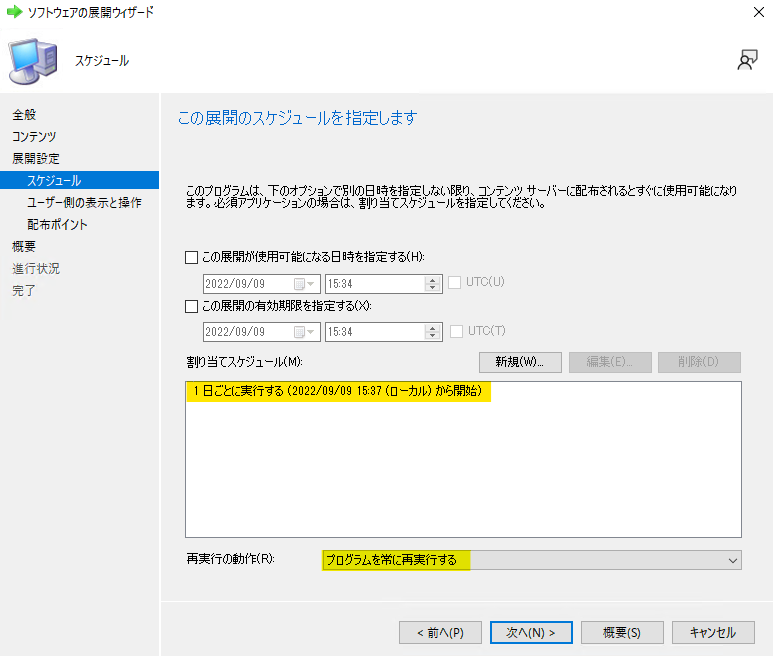 ソフトウェアの展開ウィザード
スケジュール
全般
コンテンツ
展開設定
スケジュール
ユーザー側の表示と操作
配布ポイント
概要
進行状況
完了
この展開のスケジュールを指定します
このプログラムは、下のオプションで別の日時を指定しない限り、コンテンツ サーバーに配布されるとすぐに使用可能になり
ます。必須アプリケーションの場合は、割り当てスケジュールを指定してください。
この展開が使用可能になる日時を指定する(H):
2022/09/09 15:34 UTC(U)
この展開の有効期限を指定する(X):
2022/09/09 15:34 UTC(T)
割り当てスケジュール(M): 新規(W)... 編集(E)... 削除(D)
1 日ごとに実行する (2022/09/09 15:37 (ローカル) から開始)
再実行の動作(R): プログラムを常に再実行する
< 前へ(P) 次へ(N) > 概要(S) キャンセル